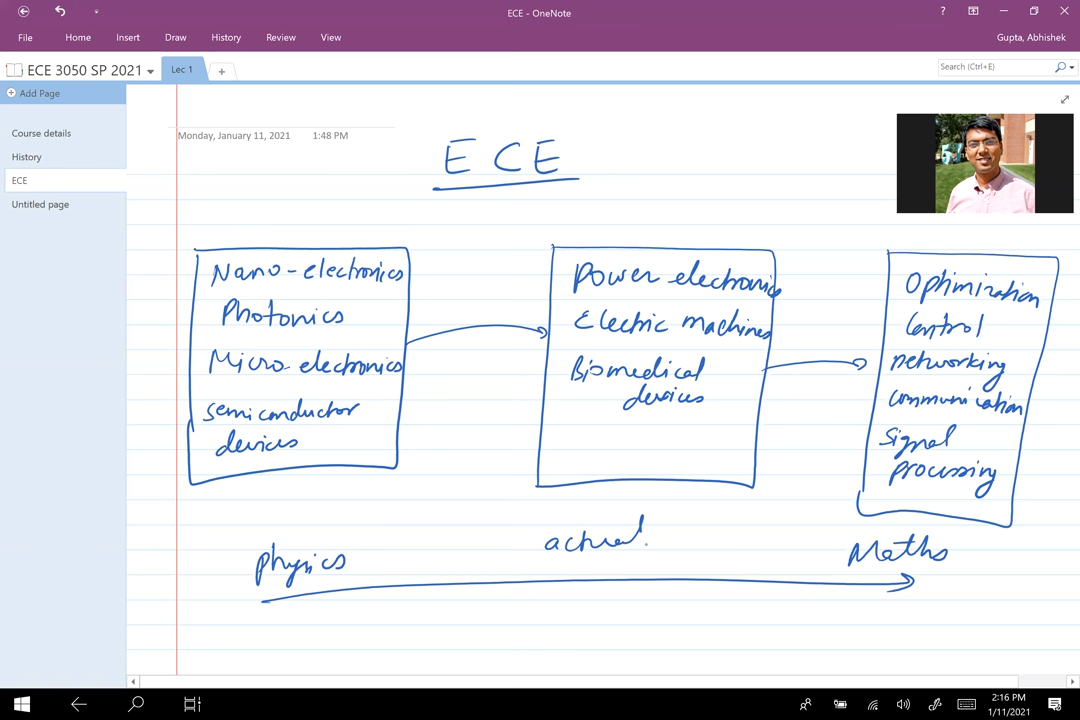 ECE - OneNote
?
File Home Insert Draw History Review View
Gupta, Abhishek
ECE 3050 SP 2021
Lec 1
+
Search (Ctrl+E)
Add Page
Course details
History
ECE
Untitled page
Monday, January 11, 2021 1:48 PM
ECE
Nano-electronics
Photonics
Micro-electronics
Semiconductor
devices
Power electronics
Electric machines
Biomedical
devices
Optimization
Control
networking
communication
Signal
processing
physics
actual
Maths
2:16 PM
1/11/2021